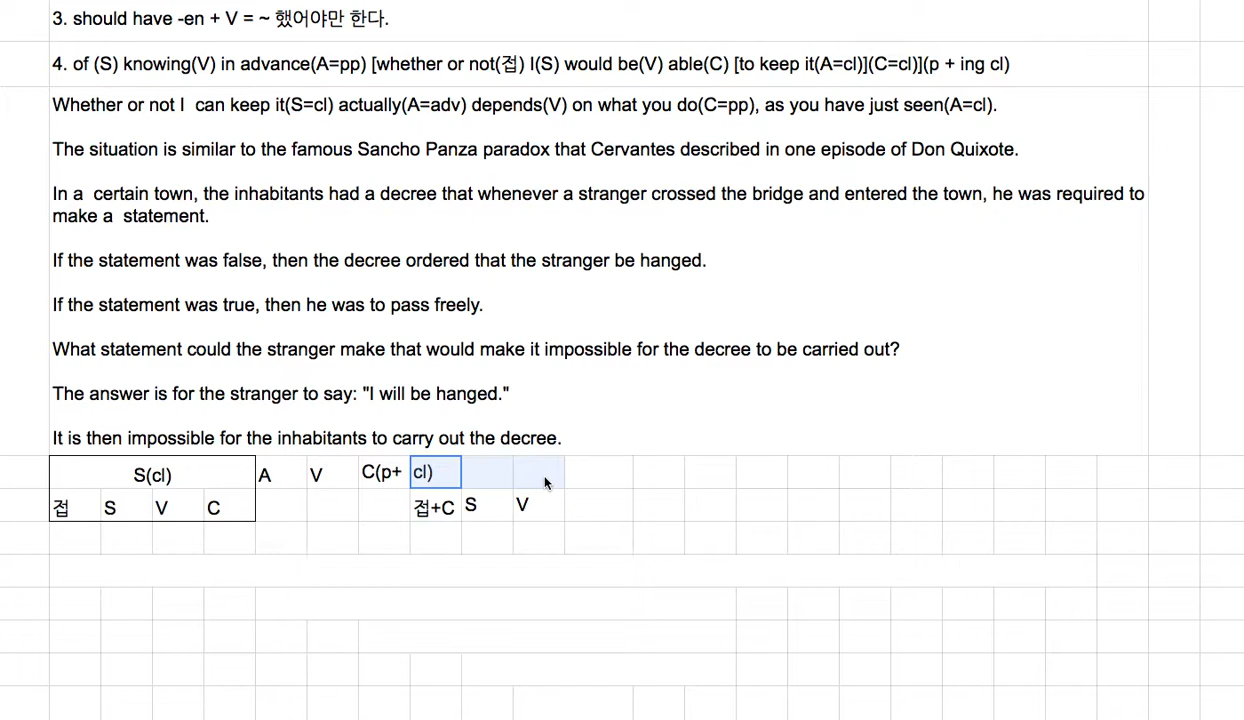 3. should have -en + V = ~ 했어야만 한다.
4. of (S) knowing(V) in advance(A=pp) [whether or not(접) I(S) would be(V) able(C) [to keep it(A=cl)](C=cl)](p + ing cl)
Whether or not I  can keep it(S=cl) actually(A=adv) depends(V) on what you do(C=pp), as you have just seen(A=cl).
The situation is similar to the famous Sancho Panza paradox that Cervantes described in one episode of Don Quixote.
In a  certain town, the inhabitants had a decree that whenever a stranger crossed the bridge and entered the town, he was required to
make a  statement.
If the statement was false, then the decree ordered that the stranger be hanged.
If the statement was true, then he was to pass freely.
What statement could the stranger make that would make it impossible for the decree to be carried out?
The answer is for the stranger to say: "I will be hanged."
It is then impossible for the inhabitants to carry out the decree.
S(cl) A V C(p+ cl)
접 S V C 접+C S V